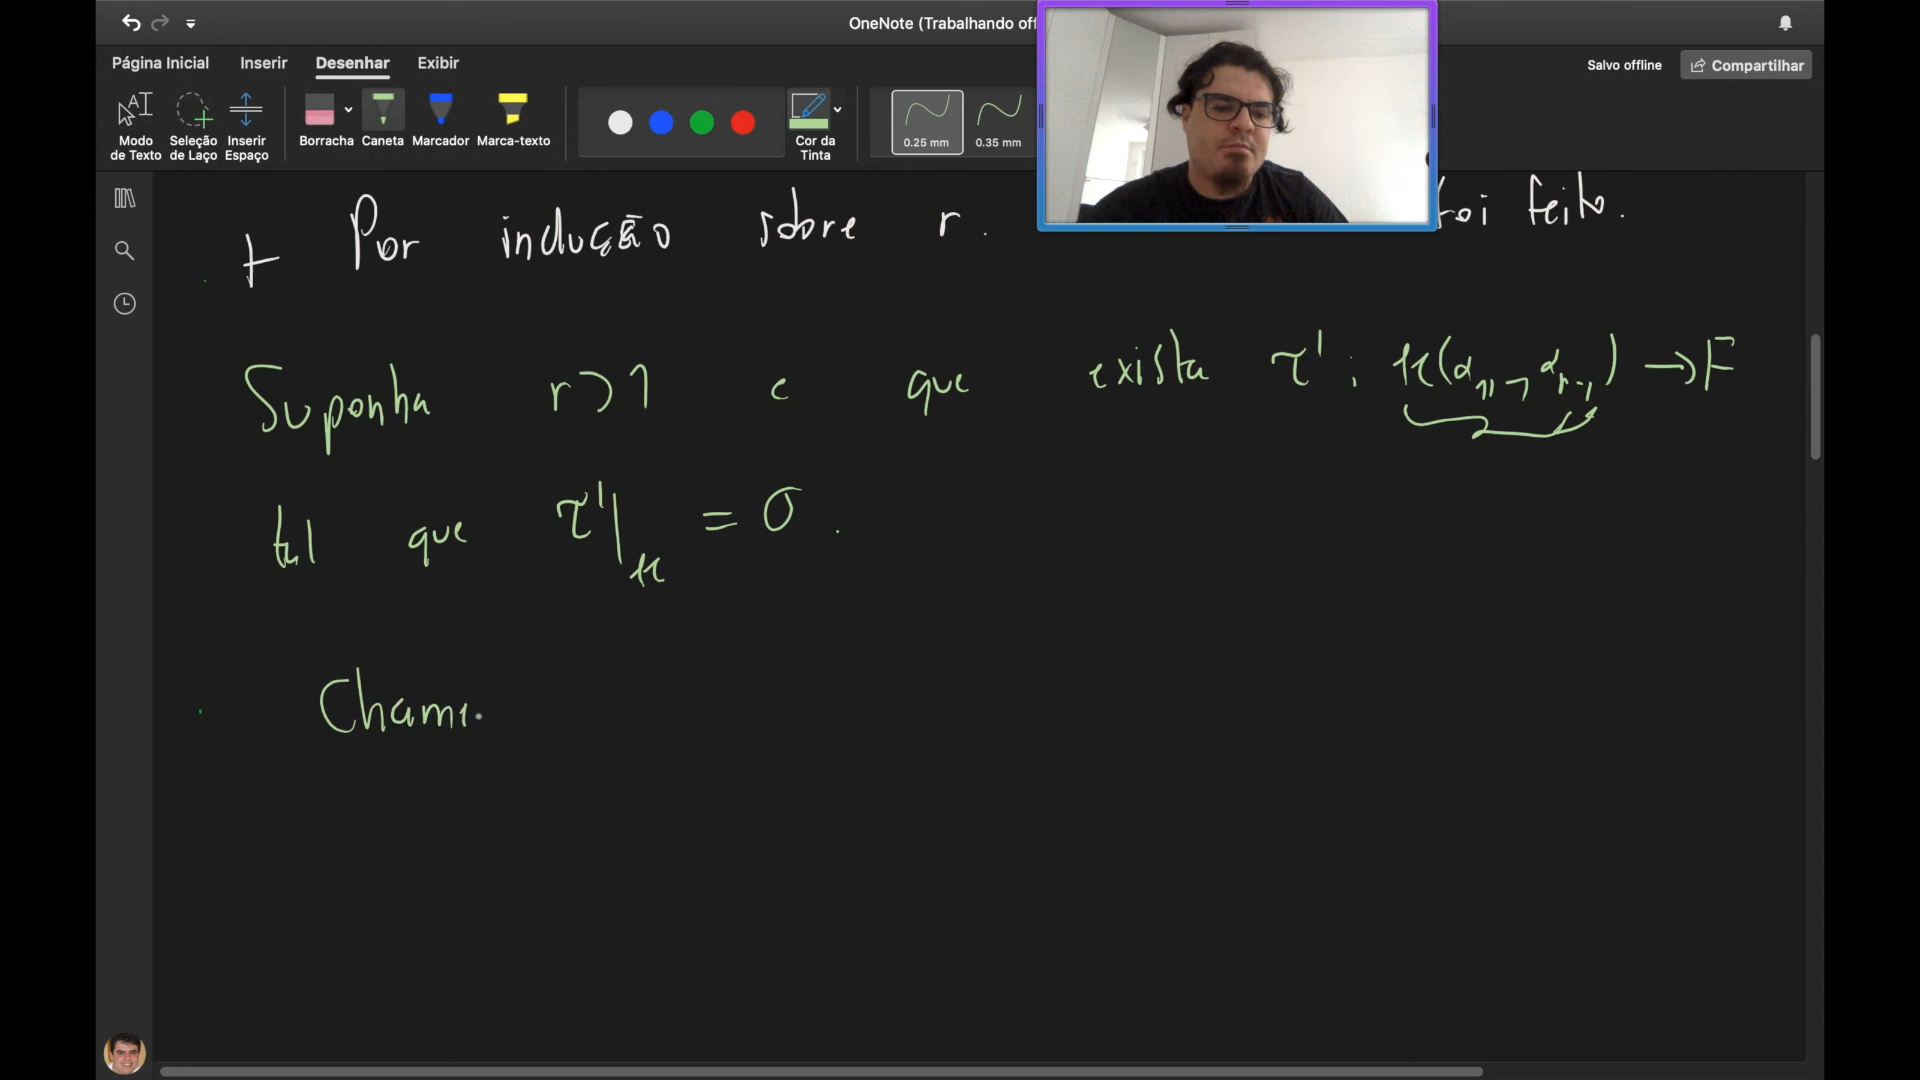 OneNote (Trabalhando off
Página Inicial Inserir Desenhar Exibir
Salvo offline Compartilhar
Modo de Texto Seleção de Laço Inserir Espaço Borracha Caneta Marcador Marca-texto Cor da Tinta 0.25 mm 0.35 mm
+ Por indução sobre r. foi feito.
Suponha r>1 e que exista τ' : K(α₁,, αᵣ₋₁) → F
tal que τ'|ₖ = σ.
Chame